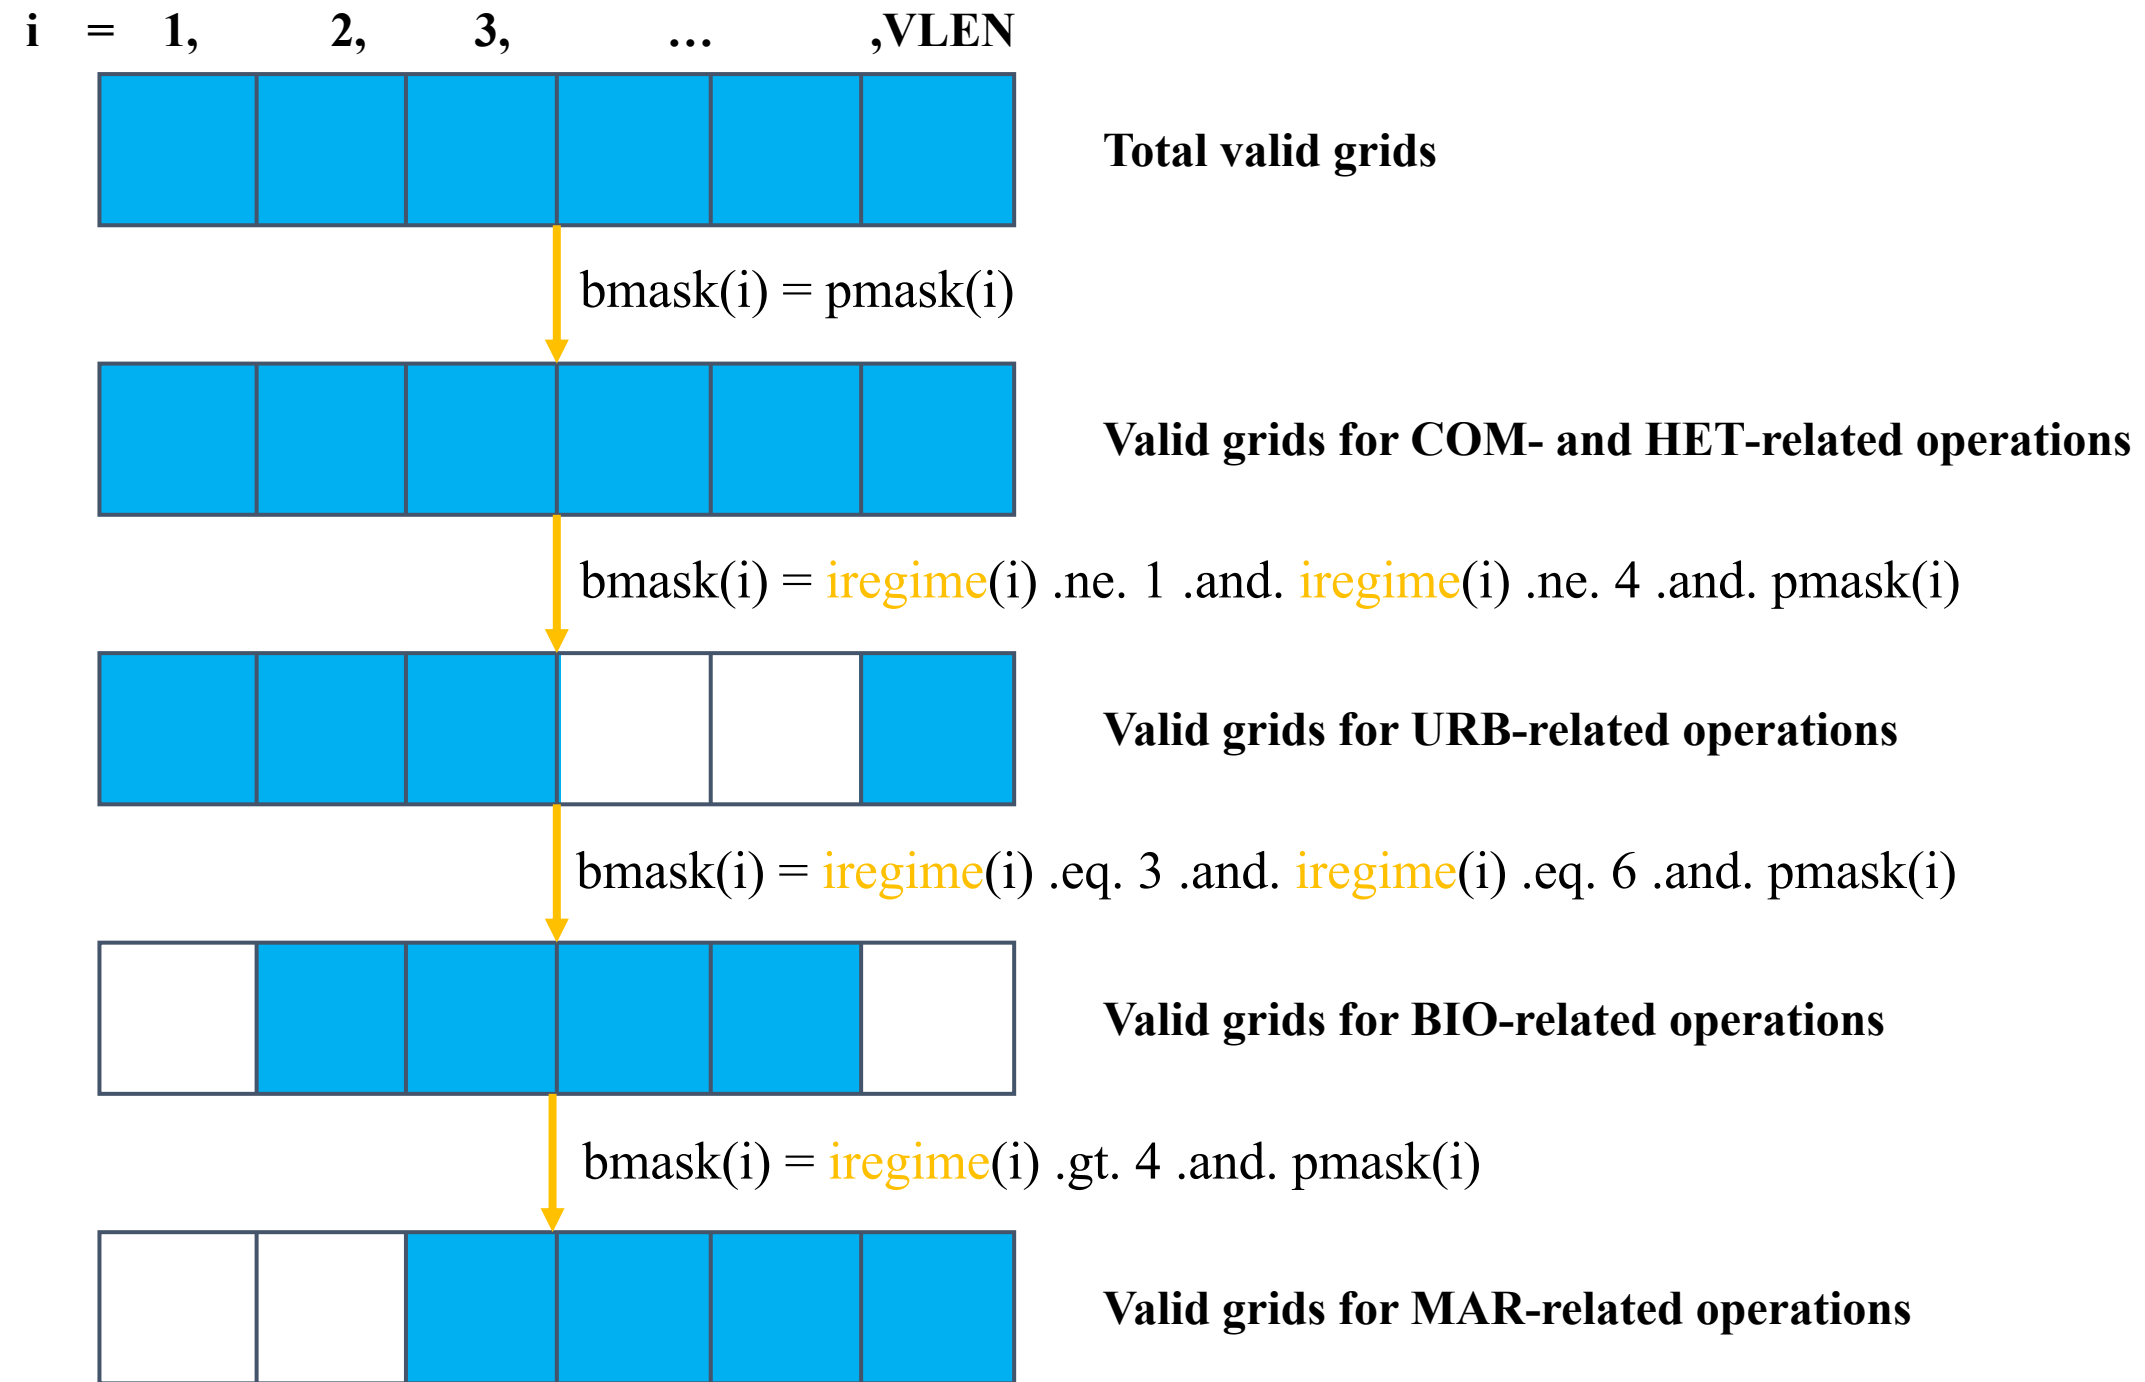 i = 1, 2, 3, … ,VLEN
Total valid grids
bmask(i) = pmask(i)
Valid grids for COM- and HET-related operations
bmask(i) = iregime(i) .ne. 1 .and. iregime(i) .ne. 4 .and. pmask(i)
Valid grids for URB-related operations
bmask(i) = iregime(i) .eq. 3 .and. iregime(i) .eq. 6 .and. pmask(i)
Valid grids for BIO-related operations
bmask(i) = iregime(i) .gt. 4 .and. pmask(i)
Valid grids for MAR-related operations